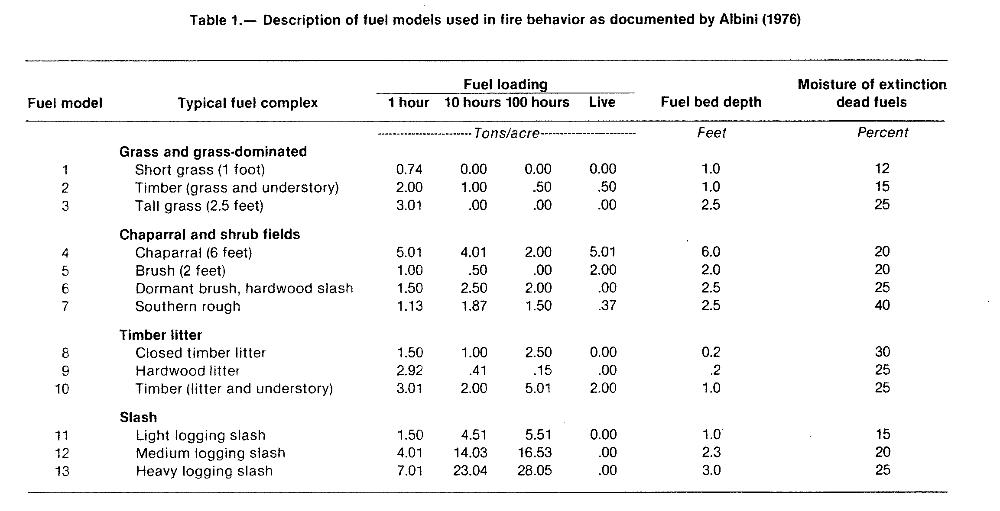 Table 1.— Description of fuel models used in fire behavior as documented by Albini (1976)
Fuel loading Moisture of extinction
Fuel model Typical fuel complex 1 hour 10 hours 100 hours Live Fuel bed depth dead fuels
-------------------------Tons/acre------------------------- Feet Percent
Grass and grass-dominated
1 Short grass (1 foot) 0.74 0.00 0.00 0.00 1.0 12
2 Timber (grass and understory) 2.00 1.00 .50 .50 1.0 15
3 Tall grass (2.5 feet) 3.01 .00 .00 .00 2.5 25
Chaparral and shrub fields
4 Chaparral (6 feet) 5.01 4.01 2.00 5.01 6.0 20
5 Brush (2 feet) 1.00 .50 .00 2.00 2.0 20
6 Dormant brush, hardwood slash 1.50 2.50 2.00 .00 2.5 25
7 Southern rough 1.13 1.87 1.50 .37 2.5 40
Timber litter
8 Closed timber litter 1.50 1.00 2.50 0.00 0.2 30
9 Hardwood litter 2.92 .41 .15 .00 .2 25
10 Timber (litter and understory) 3.01 2.00 5.01 2.00 1.0 25
Slash
11 Light logging slash 1.50 4.51 5.51 0.00 1.0 15
12 Medium logging slash 4.01 14.03 16.53 .00 2.3 20
13 Heavy logging slash 7.01 23.04 28.05 .00 3.0 25